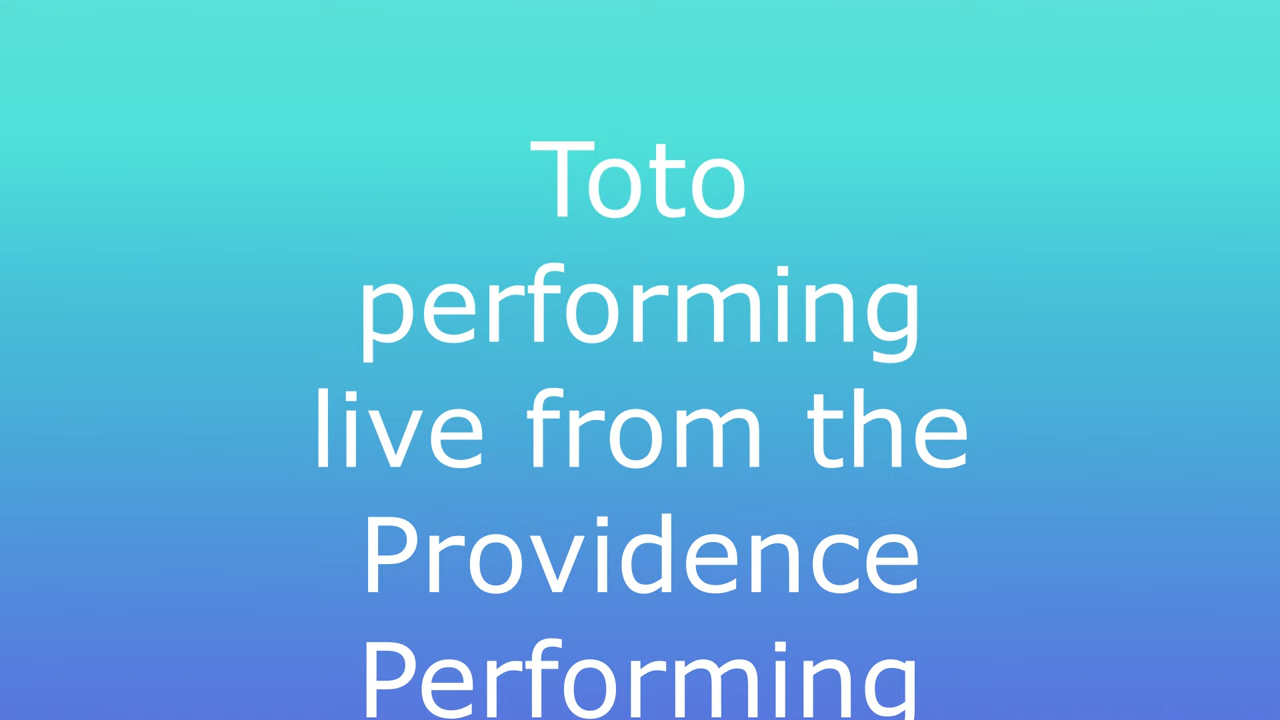 Toto
performing
live from the
Providence
Performing